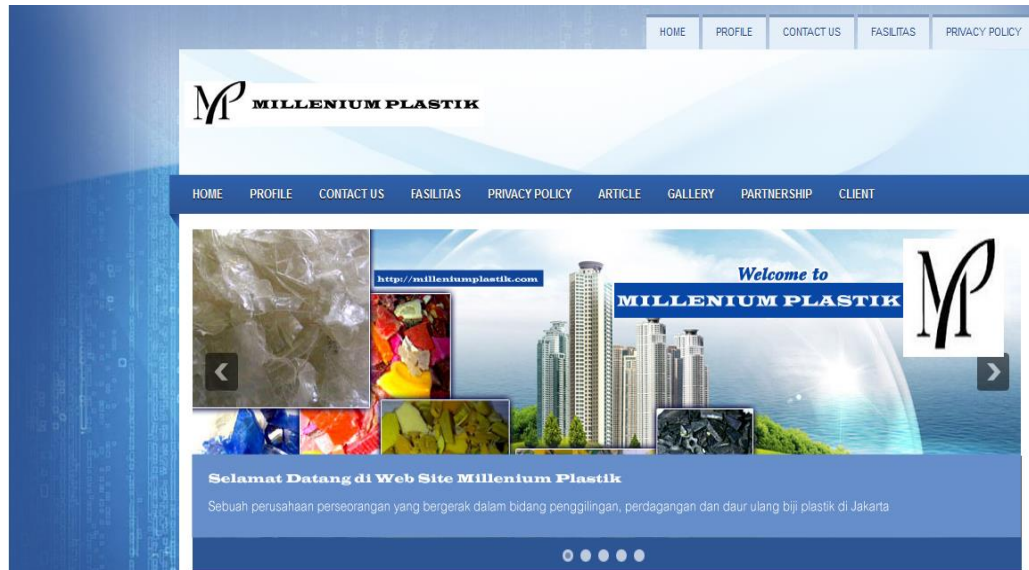 HOME PROFILE CONTACT US FASILITAS PRIVACY POLICY
MP MILLENIUM PLASTIK
HOME PROFILE CONTACT US FASILITAS PRIVACY POLICY ARTICLE GALLERY PARTNERSHIP CLIENT
http://milleniumplastik.com
Welcome to
MILLENIUM PLASTIK
MP
Selamat Datang di Web Site Millenium Plastik
Sebuah perusahaan perseorangan yang bergerak dalam bidang penggilingan, perdagangan dan daur ulang biji plastik di Jakarta